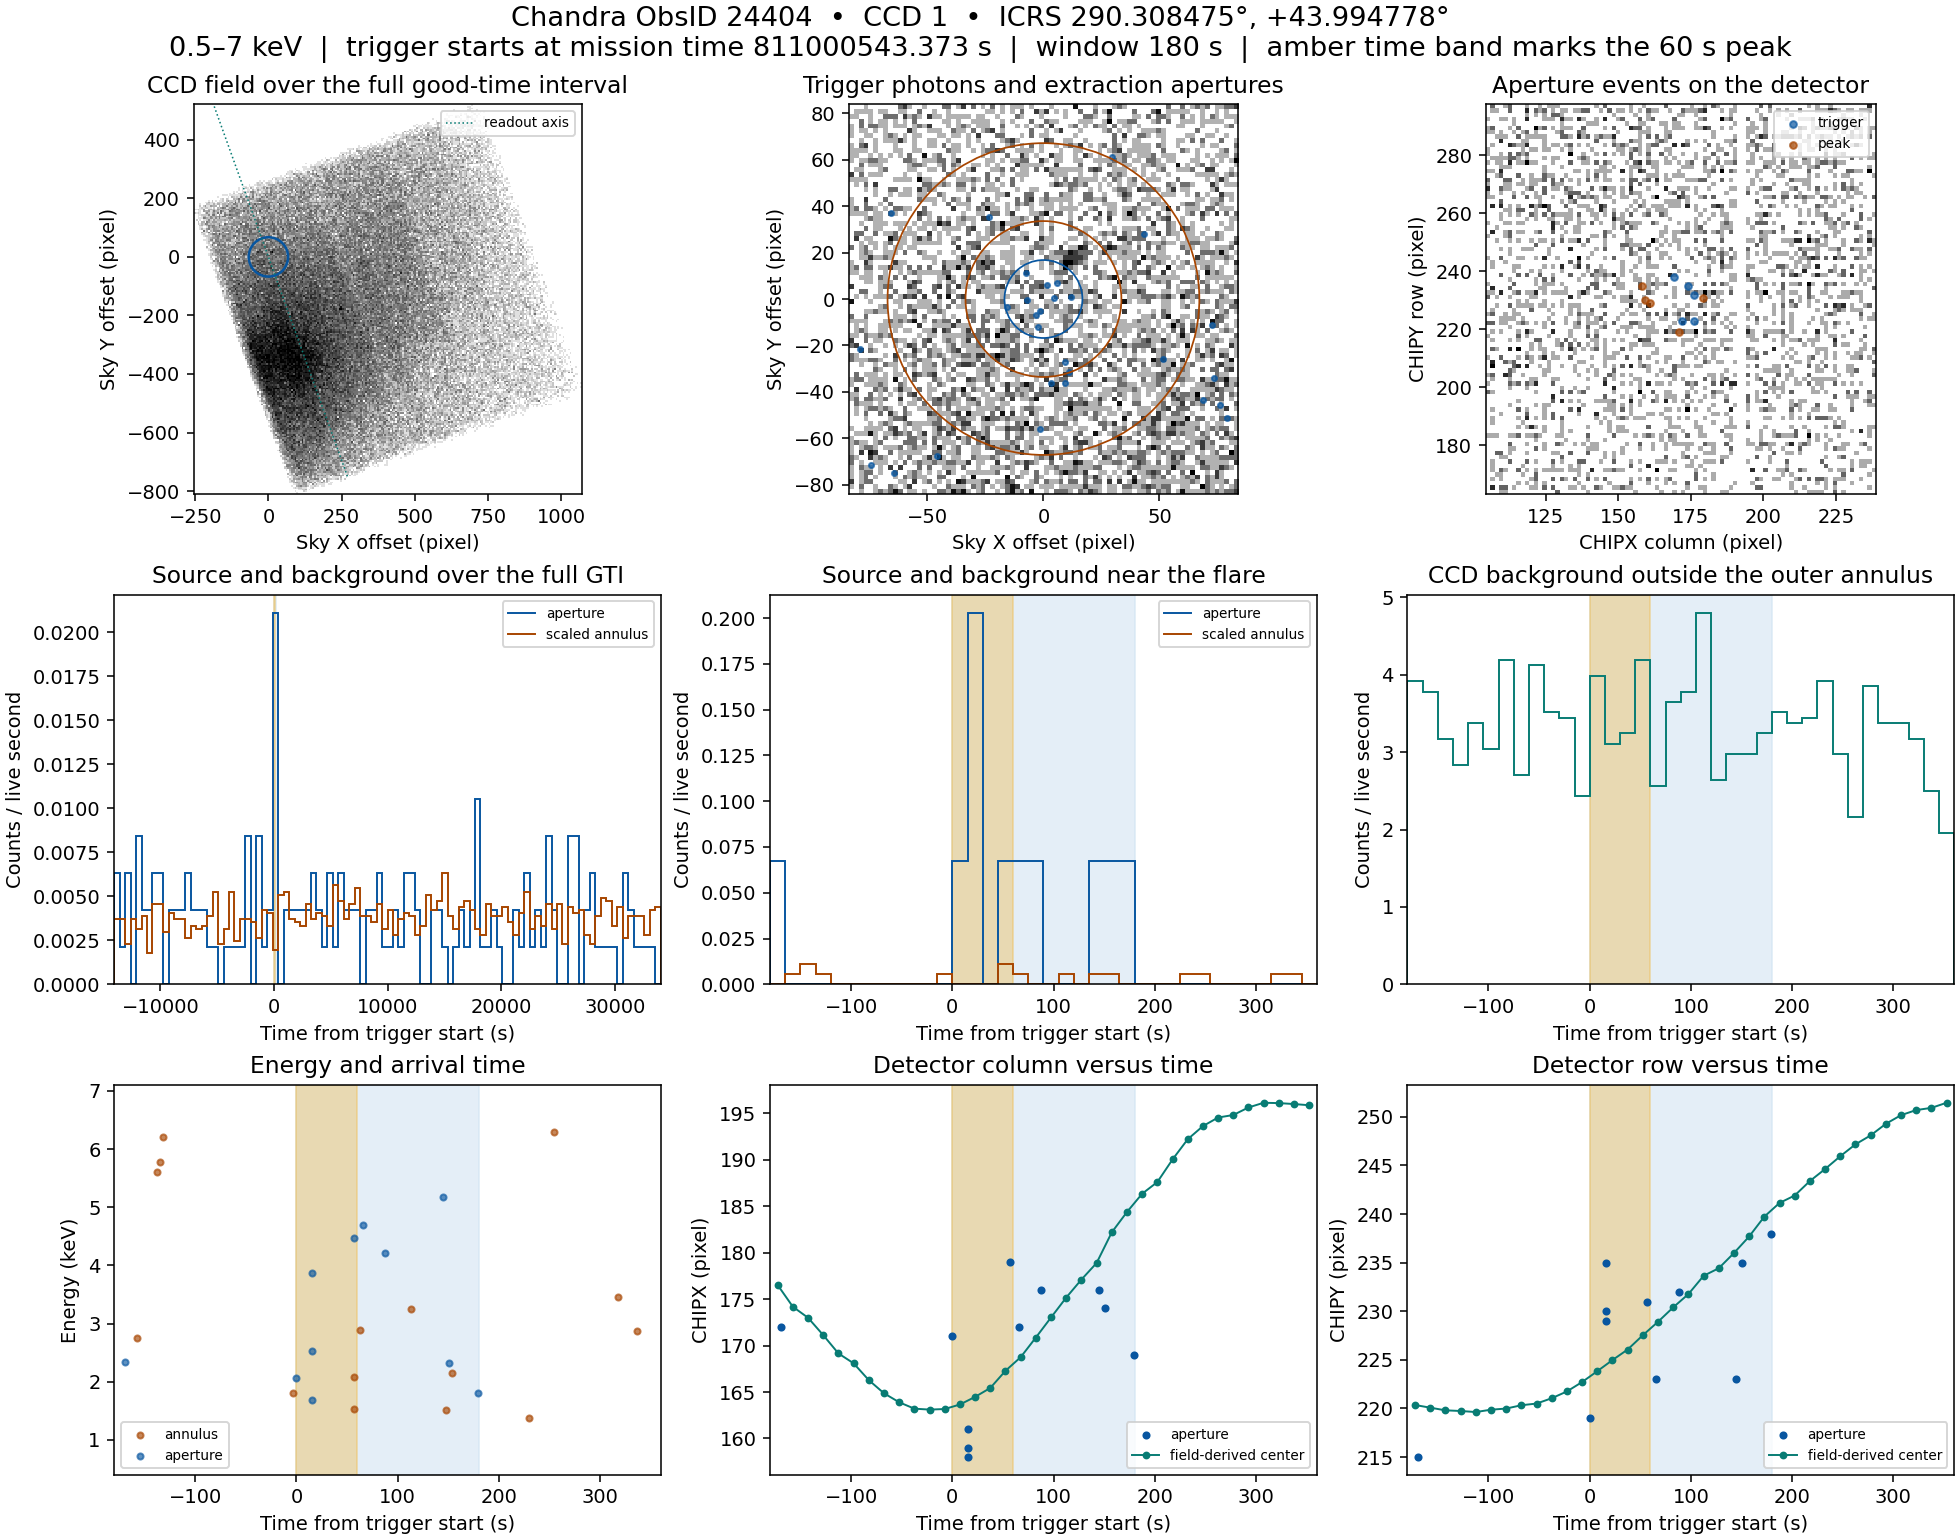 Chandra ObsID 24404 • CCD 1 • ICRS 290.308475°, +43.994778°
0.5–7 keV | trigger starts at mission time 811000543.373 s | window 180 s | amber time band marks the 60 s peak
CCD field over the full good-time interval
readout axis
400
200
0
−200
−400
−600
−800
−250
0
250
500
750
1000
Sky Y offset (pixel)
Sky X offset (pixel)
Trigger photons and extraction apertures
80
60
40
20
0
−20
−40
−60
−80
−50
0
50
Sky Y offset (pixel)
Sky X offset (pixel)
Aperture events on the detector
trigger
peak
280
260
240
220
200
180
125
150
175
200
225
CHIPY row (pixel)
CHIPX column (pixel)
Source and background over the full GTI
aperture
scaled annulus
0.0200
0.0175
0.0150
0.0125
0.0100
0.0075
0.0050
0.0025
0.0000
−10000
0
10000
20000
30000
Counts / live second
Time from trigger start (s)
Source and background near the flare
aperture
scaled annulus
0.200
0.175
0.150
0.125
0.100
0.075
0.050
0.025
0.000
−100
0
100
200
300
Counts / live second
Time from trigger start (s)
CCD background outside the outer annulus
5
4
3
2
1
0
−100
0
100
200
300
Counts / live second
Time from trigger start (s)
Energy and arrival time
7
6
5
4
3
2
1
annulus
aperture
−100
0
100
200
300
Energy (keV)
Time from trigger start (s)
Detector column versus time
195
190
185
180
175
170
165
160
aperture
field-derived center
−100
0
100
200
300
CHIPX (pixel)
Time from trigger start (s)
Detector row versus time
250
245
240
235
230
225
220
215
aperture
field-derived center
−100
0
100
200
300
CHIPY (pixel)
Time from trigger start (s)